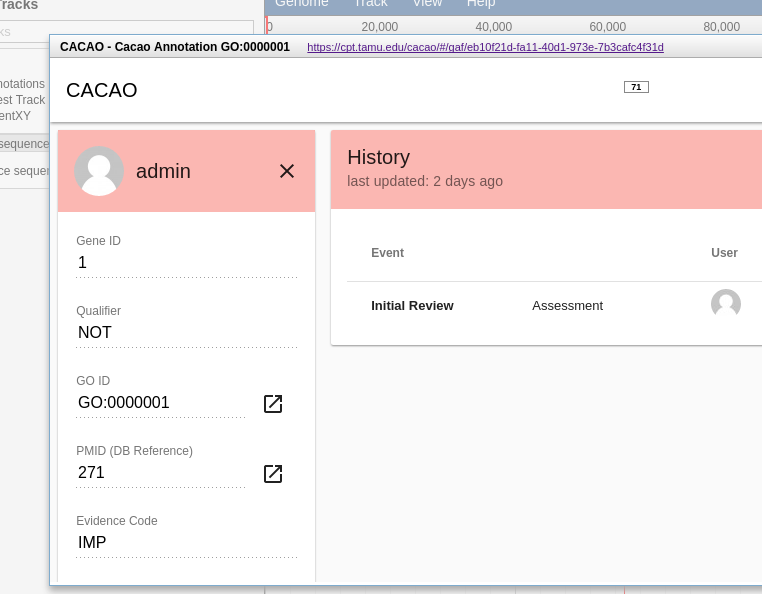 Tracks
Genome Track View Help
0 20,000 40,000 60,000 80,000
CACAO - Cacao Annotation GO:0000001 https://cpt.tamu.edu/cacao/#/gaf/eb10f21d-fa11-40d1-973e-7b3cafc4f31d
CACAO
71
admin
History
last updated: 2 days ago
Gene ID
1
Event User
Qualifier
NOT
Initial Review Assessment
GO ID
GO:0000001
PMID (DB Reference)
271
Evidence Code
IMP
notations
est Track
entXY
sequence
ce sequen